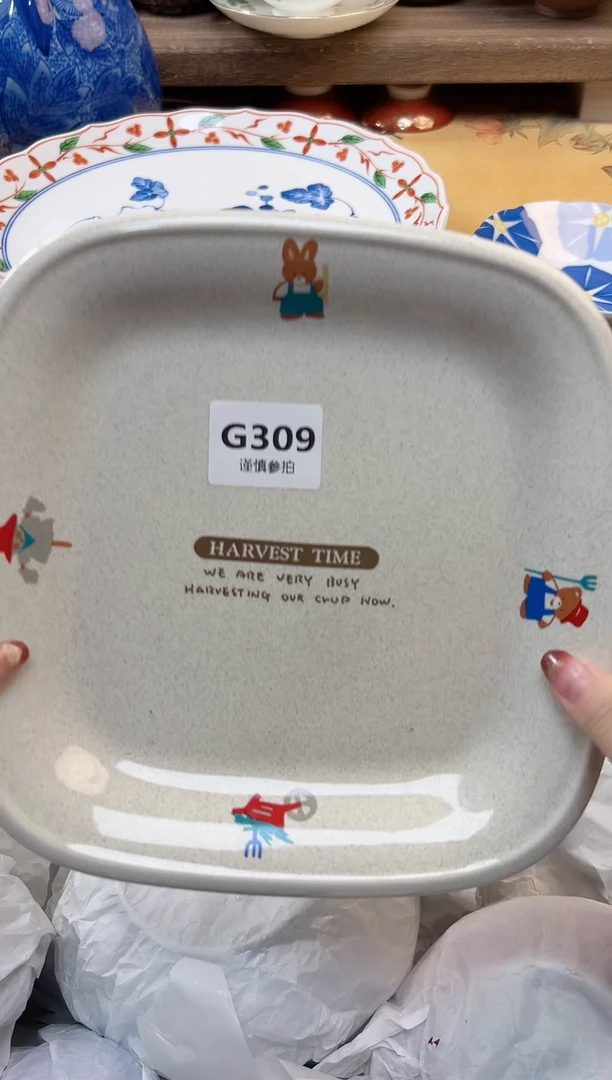 G309
谨慎参拍
HARVEST TIME
WE ARE VERY BUSY
HARVESTING OUR CRUP NOW.